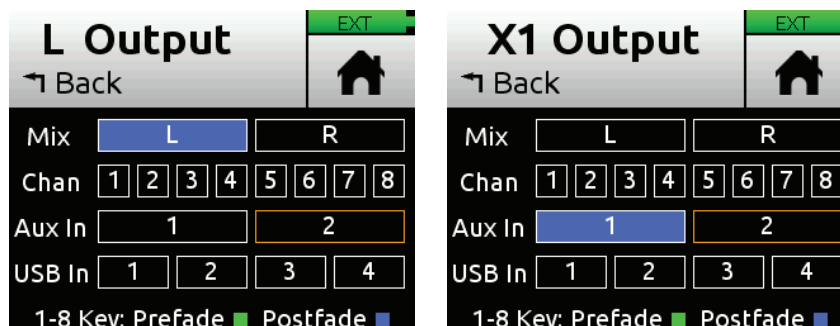 L Output
EXT
Back
Mix L R
Chan 1 2 3 4 5 6 7 8
Aux In 1 2
USB In 1 2 3 4
1-8 Key: Prefade Postfade
X1 Output
EXT
Back
Mix L R
Chan 1 2 3 4 5 6 7 8
Aux In 1 2
USB In 1 2 3 4
1-8 Key: Prefade Postfade